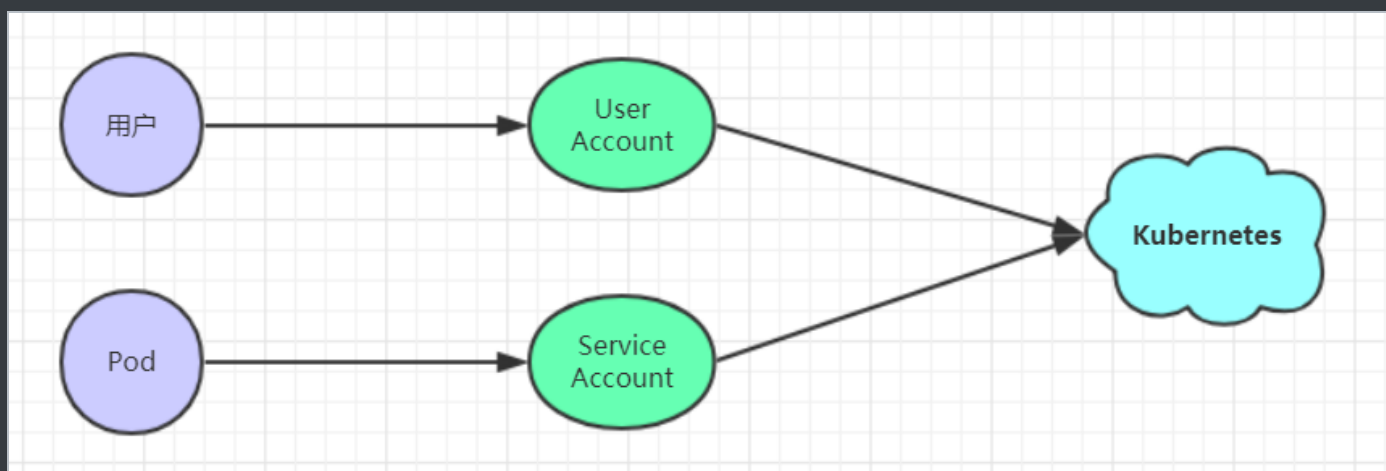 用户
User
Account
Kubernetes
Pod
Service
Account